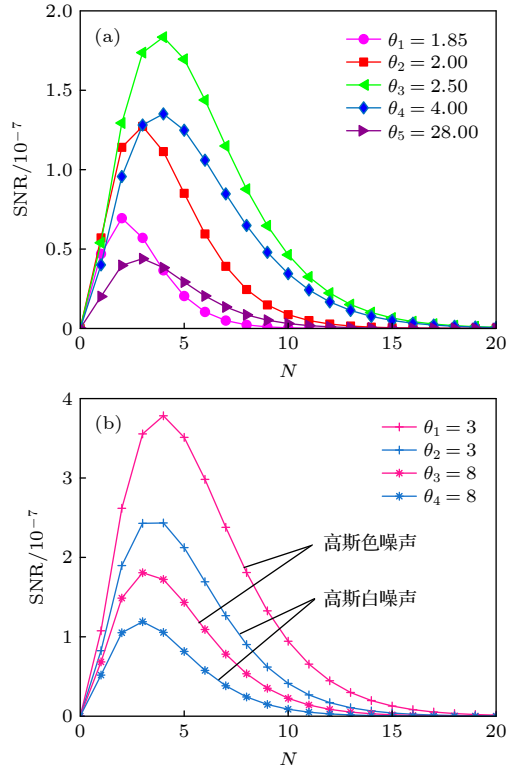 (a)
θ₁ = 1.85
θ₂ = 2.00
θ₃ = 2.50
θ₄ = 4.00
θ₅ = 28.00
SNR/10⁻⁷
2.0
1.5
1.0
0.5
0
0 5 10 15 20
N
(b)
θ₁ = 3
θ₂ = 3
θ₃ = 8
θ₄ = 8
高斯色噪声
高斯白噪声
SNR/10⁻⁷
4
3
2
1
0
0 5 10 15 20
N